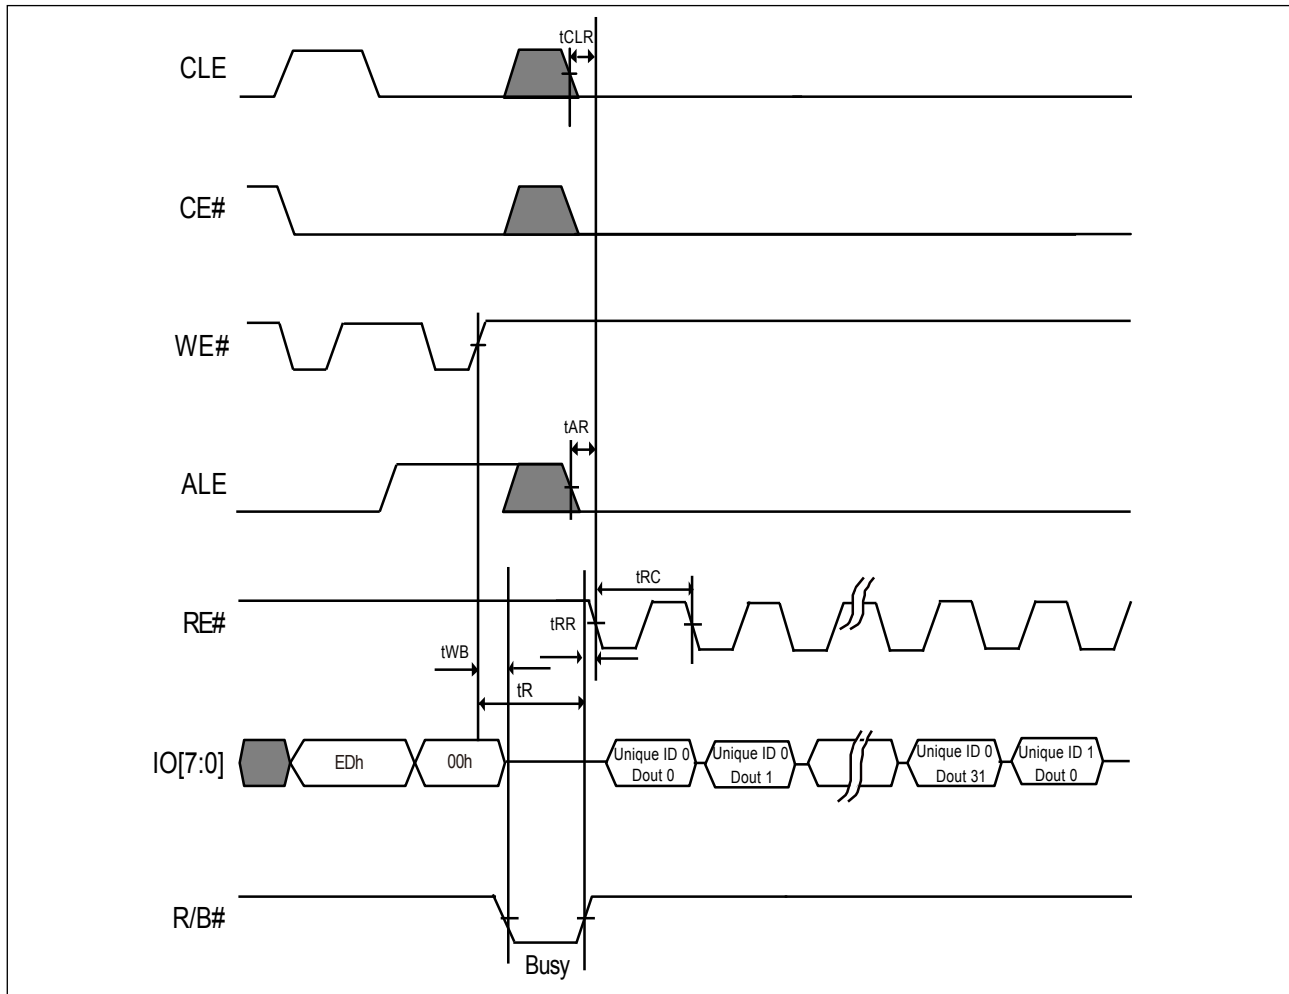 tCLR
CLE
CE#
WE#
tAR
ALE
tRC
RE#
tRR
tWB
tR
IO[7:0]
EDh
00h
Unique ID 0
Dout 0
Unique ID 0
Dout 1
Unique ID 0
Dout 31
Unique ID 1
Dout 0
R/B#
Busy